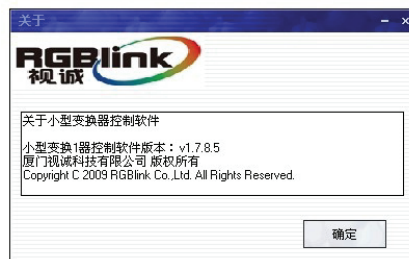 关于
RGBlink
视诚
关于小型变换器控制软件
小型变换1器控制软件版本：v1.7.8.5
厦门视诚科技有限公司 版权所有
Copyright C 2009 RGBlink Co.,Ltd. All Rights Reserved.
确定